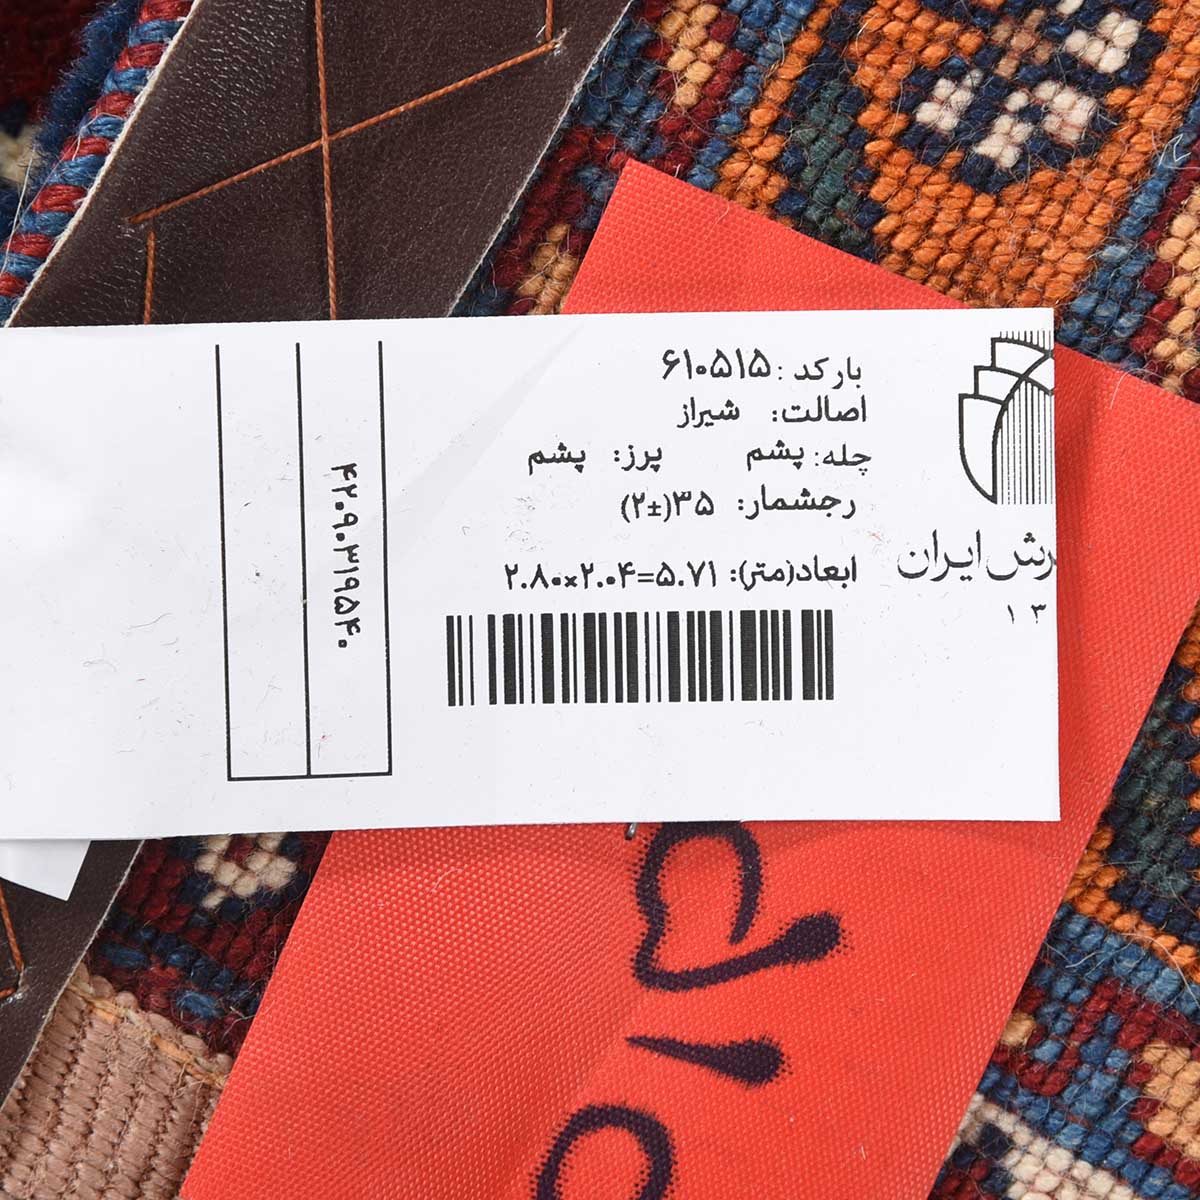 بارکد: ۶۱۰۵۱۵
اصالت: شیراز
چله: پشم پرز: پشم
رجشمار: ۳۵(±۲)
ابعاد(متر): ۲.۸۰×۲.۰۴=۵.۷۱
ایران
۴۲۰۹۰۳۱۹۵۴۰